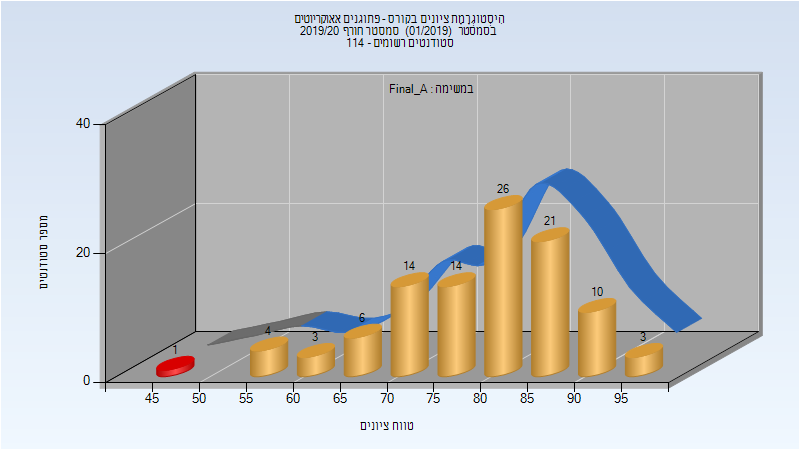 היסטוגרמת ציונים בקורס - פתוגנים אאוקריוטים
בסמסטר (01/2019) סמסטר חורף 2019/20
סטודנטים רשומים - 114
במשימה : Final_A
מספר סטודנטים
40
20
0
1
4
3
6
14
14
26
21
10
3
45 50 55 60 65 70 75 80 85 90 95
טווח ציונים